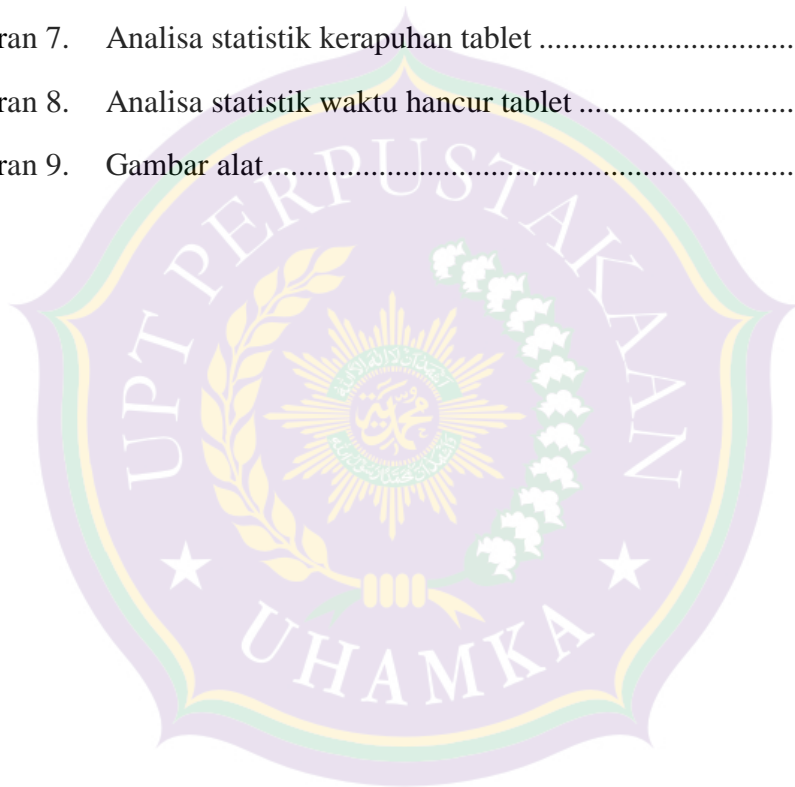 ran 7. Analisa statistik kerapuhan tablet ..............................
ran 8. Analisa statistik waktu hancur tablet .........................
ran 9. Gambar alat...............................................................
UPT PERPUSTAKAAN
محمدية
UHAMKA